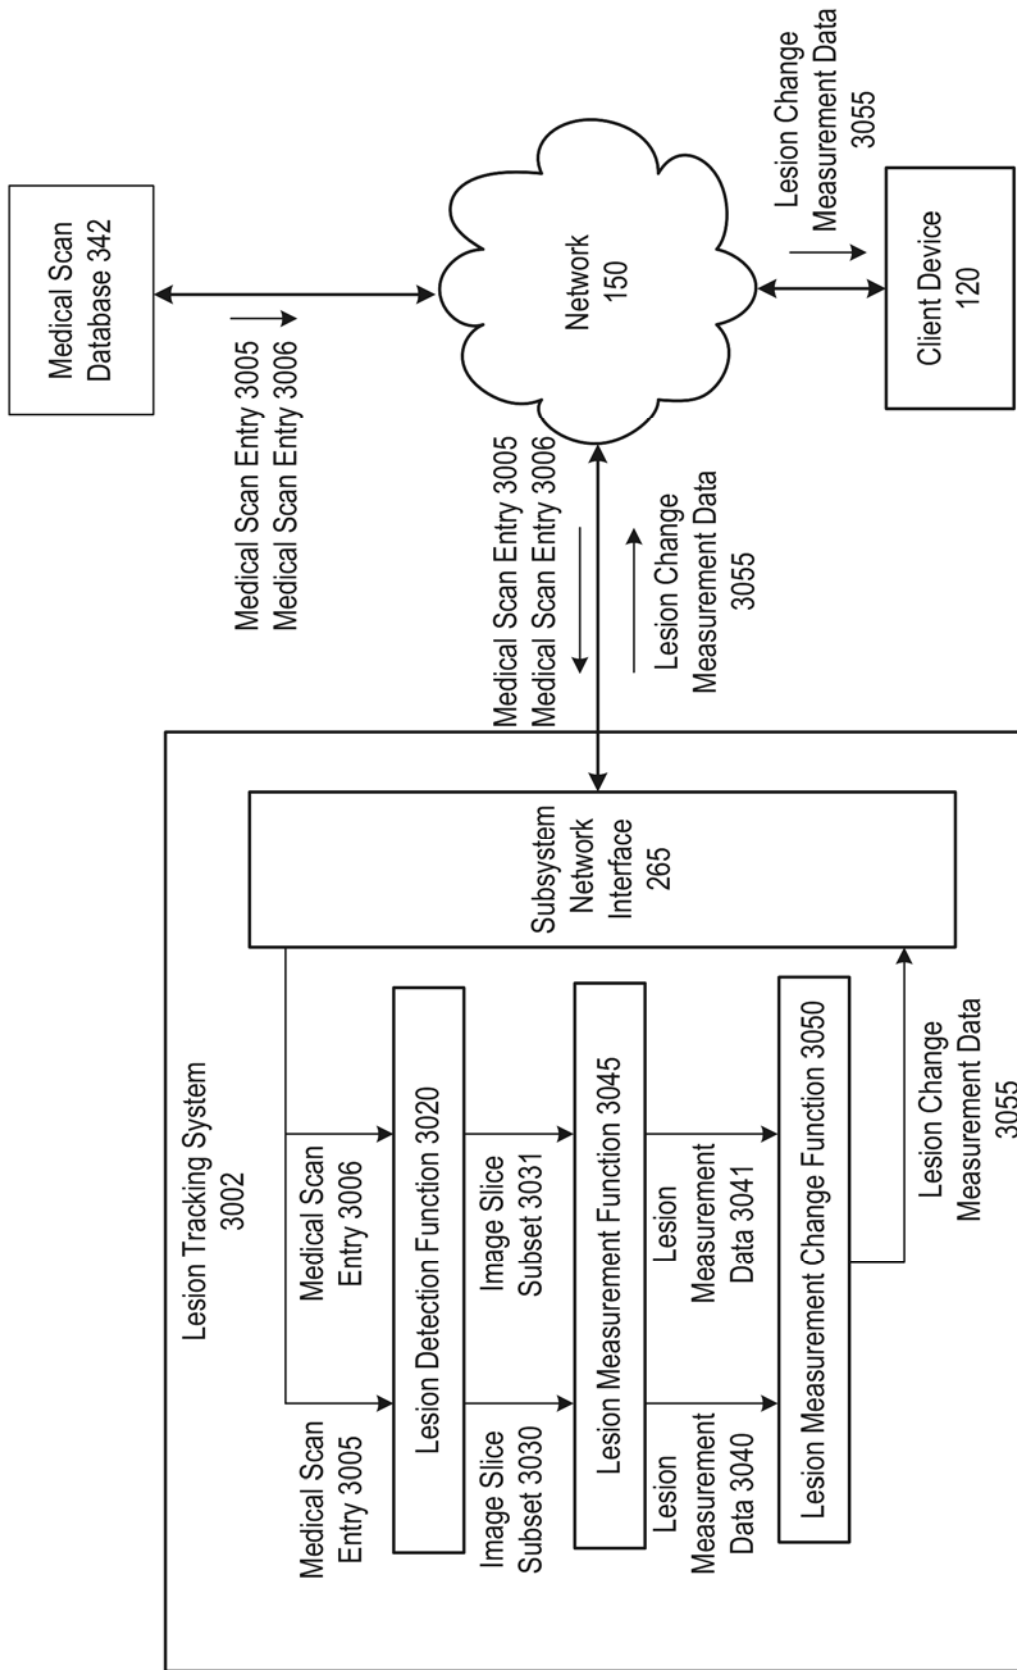 Lesion Tracking System
3002
Medical Scan
Entry 3005
Medical Scan
Entry 3006
Lesion Detection Function 3020
Image Slice
Subset 3030
Image Slice
Subset 3031
Lesion Measurement Function 3045
Lesion
Measurement
Data 3040
Lesion
Measurement
Data 3041
Lesion Measurement Change Function 3050
Lesion Change
Measurement Data
3055
Subsystem
Network
Interface
265
Medical Scan Entry 3005
Medical Scan Entry 3006
Lesion Change
Measurement Data
3055
Medical Scan
Database 342
Medical Scan Entry 3005
Medical Scan Entry 3006
Network
150
Lesion Change
Measurement Data
3055
Client Device
120